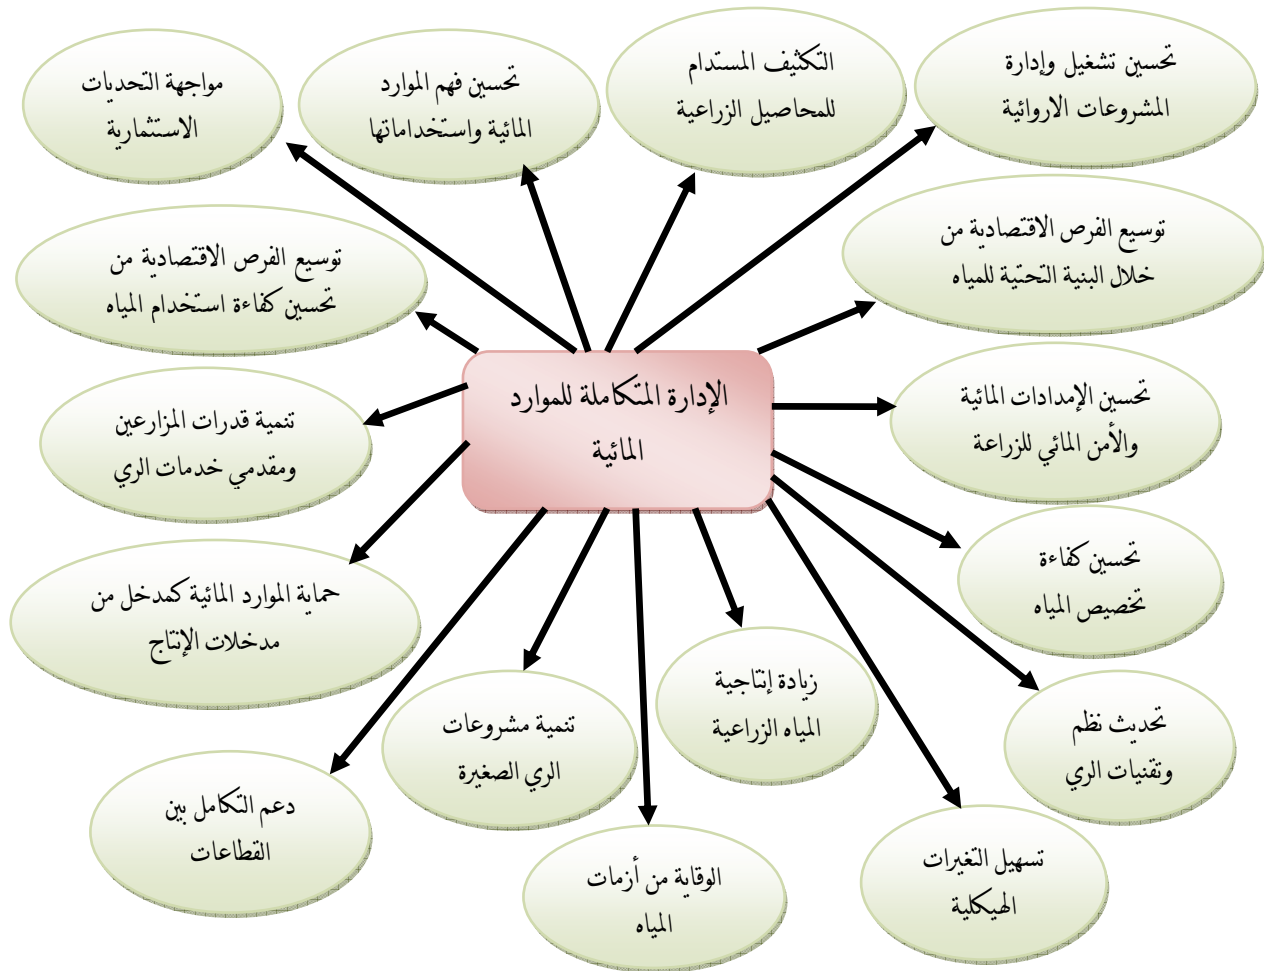 تحسين تشغيل وإدارة
المشروعات الاروائية
التكثيف المستدام
للمحاصيل الزراعية
تحسين فهم الموارد
المائية واستخداماتها
مواجهة التحديات
الاستثمارية
توسيع الفرص الاقتصادية من
خلال البنية التحتية للمياه
توسيع الفرص الاقتصادية من
تحسين كفاءة استخدام المياه
الإدارة المتكاملة للموارد
المائية
تحسين الإمدادات المائية
والأمن المائي للزراعة
تنمية قدرات المزارعين
ومقدمي خدمات الري
تحسين كفاءة
تخصيص المياه
حماية الموارد المائية كمدخل من
مدخلات الإنتاج
زيادة إنتاجية
المياه الزراعية
تحديث نظم
وتقنيات الري
تنمية مشروعات
الري الصغيرة
دعم التكامل بين
القطاعات
تسهيل التغيرات
الهيكلية
الوقاية من أزمات
المياه